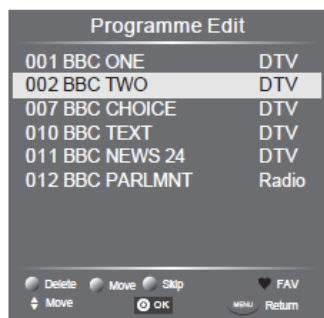 Programme Edit
001 BBC ONE DTV
002 BBC TWO DTV
007 BBC CHOICE DTV
010 BBC TEXT DTV
011 BBC NEWS 24 DTV
012 BBC PARLMNT Radio
Delete Move Skip FAV
Move OK MENU Return